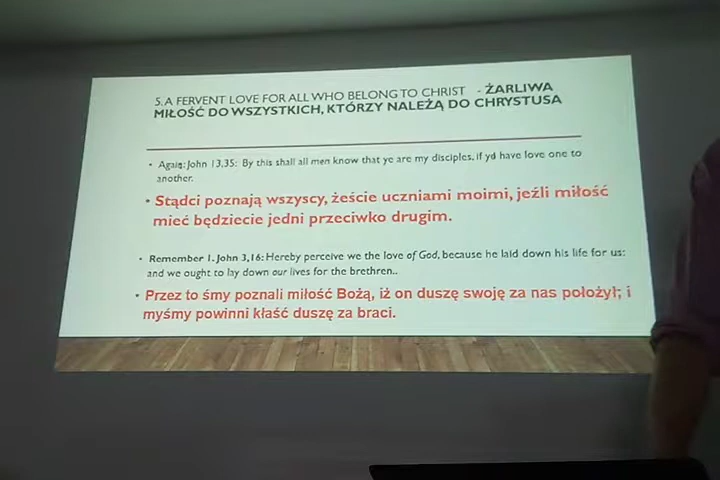 5. A FERVENT LOVE FOR ALL WHO BELONG TO CHRIST - ŻARLIWA
MIŁOŚĆ DO WSZYSTKICH, KTÓRZY NALEŻĄ DO CHRYSTUSA
• Again: John 13,35: By this shall all men know that ye are my disciples, if yd have love one to
another.
• Stądci poznają wszyscy, żeście uczniami moimi, jeźli miłość
mieć będziecie jedni przeciwko drugim.
• Remember 1. John 3,16: Hereby perceive we the love of God, because he laid down his life for us:
and we ought to lay down our lives for the brethren..
• Przez to śmy poznali miłość Bożą, iż on duszę swoję za nas położył; i
myśmy powinni kłaść duszę za braci.